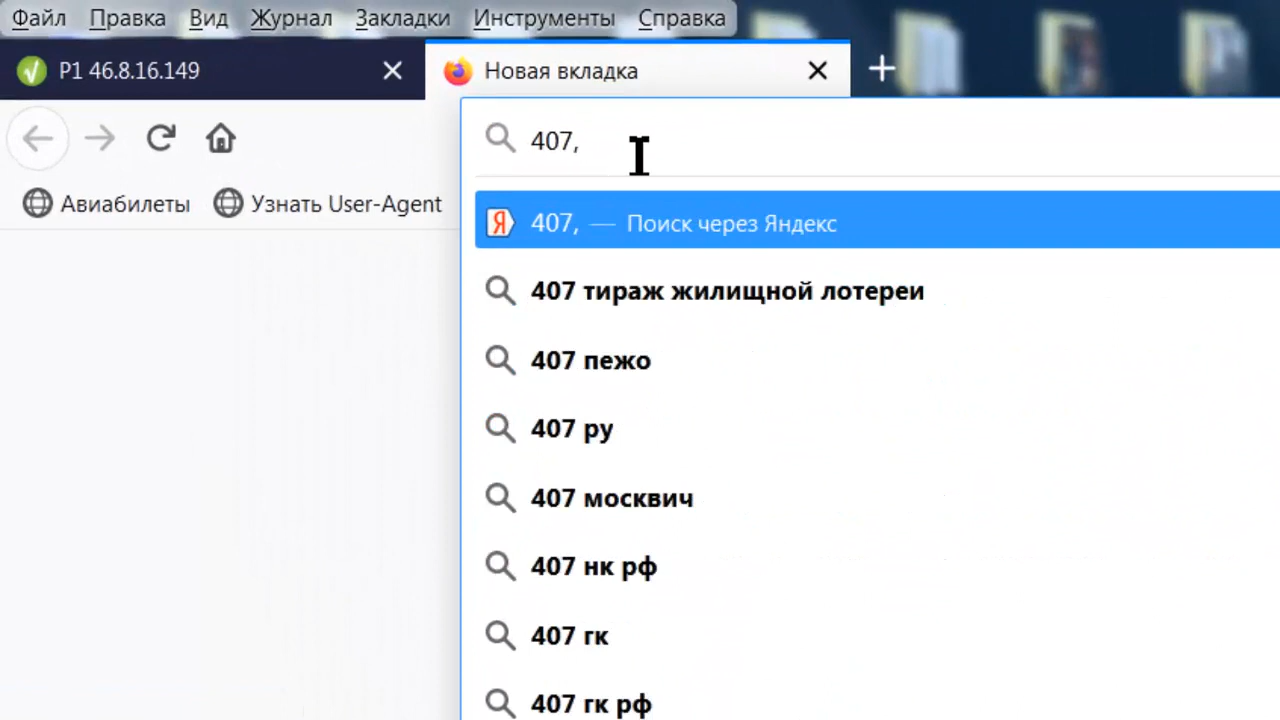 Файл Правка Вид Журнал Закладки Инструменты Справка
P1 46.8.16.149 Новая вкладка
407,
Авиабилеты Узнать User-Agent
Я 407, — Поиск через Яндекс
407 тираж жилищной лотереи
407 пежо
407 ру
407 москвич
407 нк рф
407 гк
407 гк рф